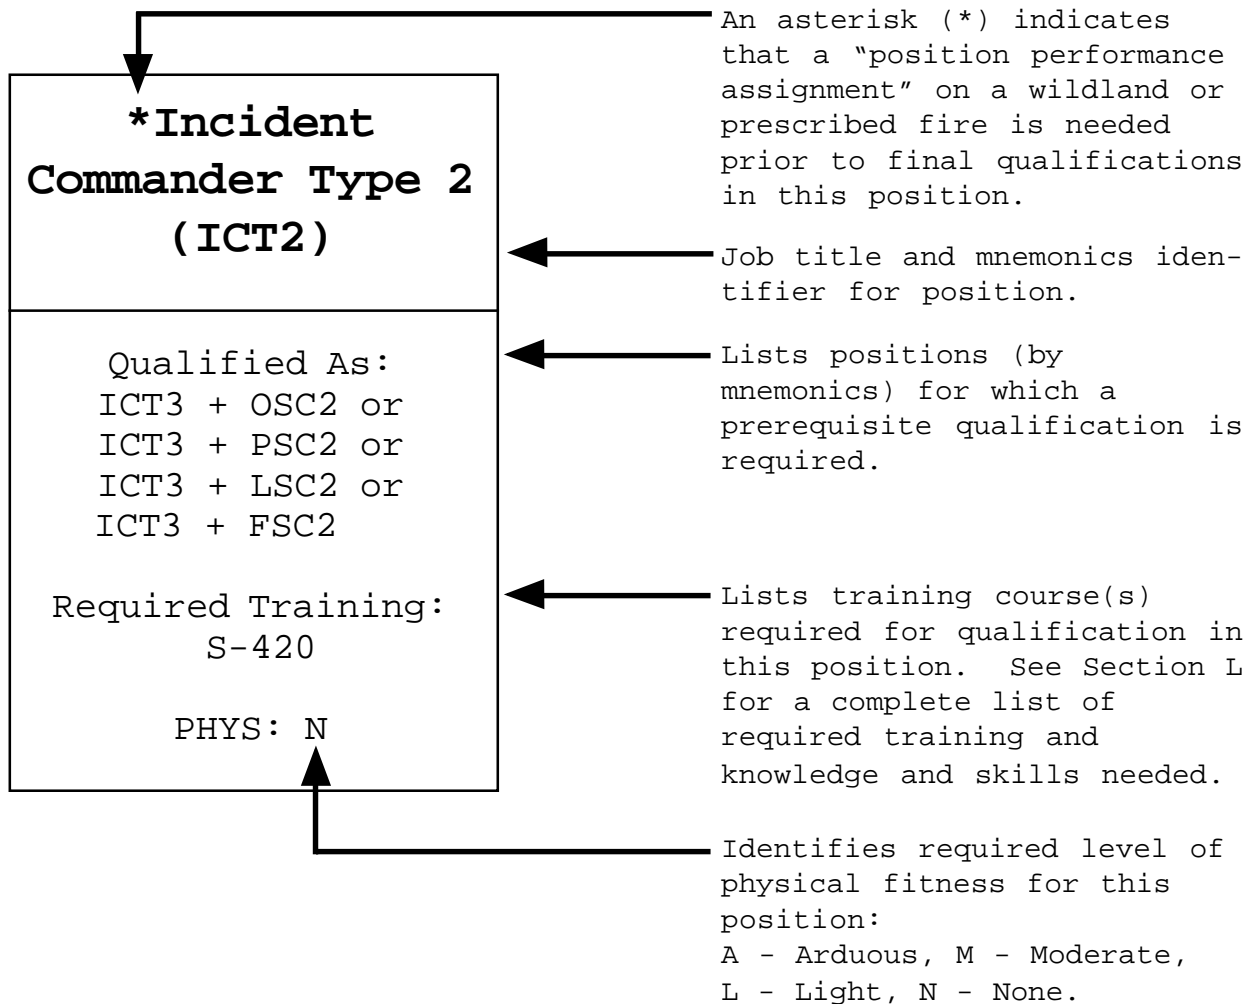 *Incident
Commander Type 2
(ICT2)
Qualified As:
ICT3 + OSC2 or
ICT3 + PSC2 or
ICT3 + LSC2 or
ICT3 + FSC2
Required Training:
S-420
PHYS: N
An asterisk (*) indicates
that a “position performance
assignment” on a wildland or
prescribed fire is needed
prior to final qualifications
in this position.
Job title and mnemonics iden-
tifier for position.
Lists positions (by
mnemonics) for which a
prerequisite qualification is
required.
Lists training course(s)
required for qualification in
this position.  See Section L
for a complete list of
required training and
knowledge and skills needed.
Identifies required level of
physical fitness for this
position:
A - Arduous, M - Moderate,
L - Light, N - None.